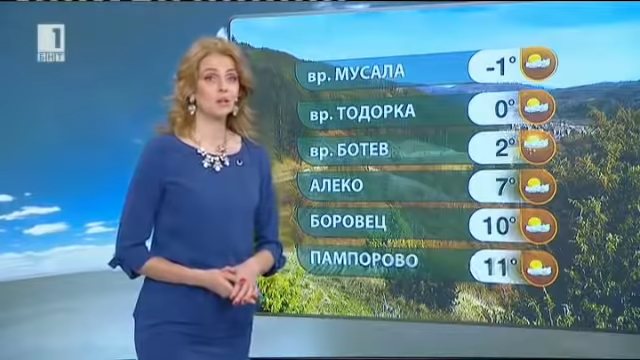 1
БНТ
вр. МУСАЛА -1°
вр. ТОДОРКА 0°
вр. БОТЕВ 2°
АЛЕКО 7°
БОРОВЕЦ 10°
ПАМПОРОВО 11°